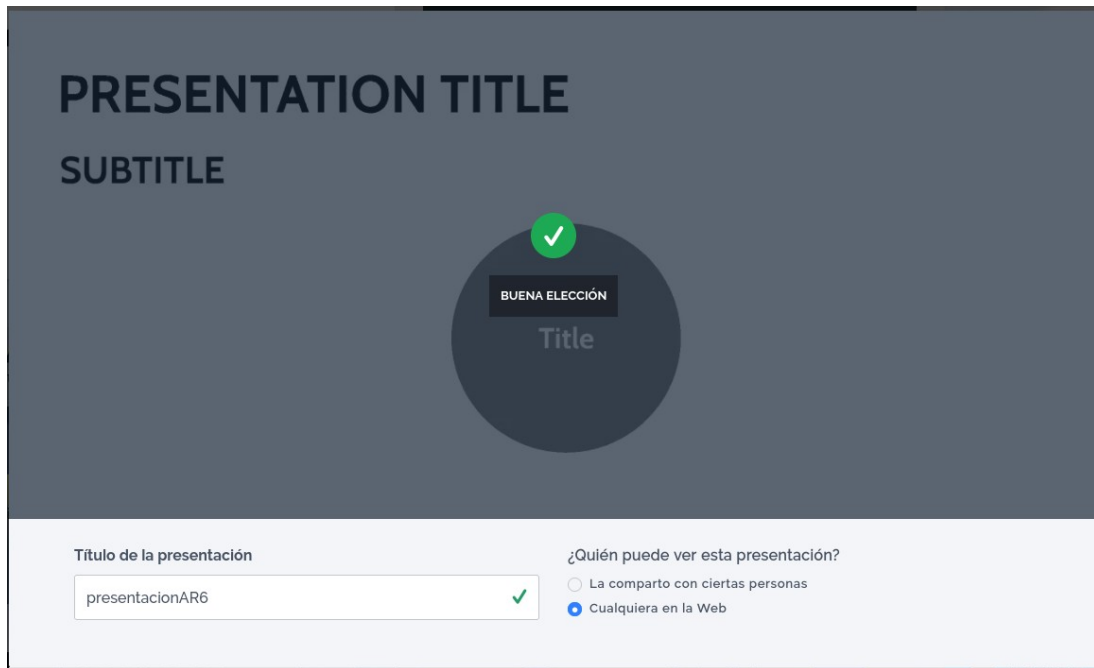 PRESENTATION TITLE
SUBTITLE
BUENA ELECCIÓN
Title
Título de la presentación
presentacionAR6
¿Quién puede ver esta presentación?
La comparto con ciertas personas
Cualquiera en la Web